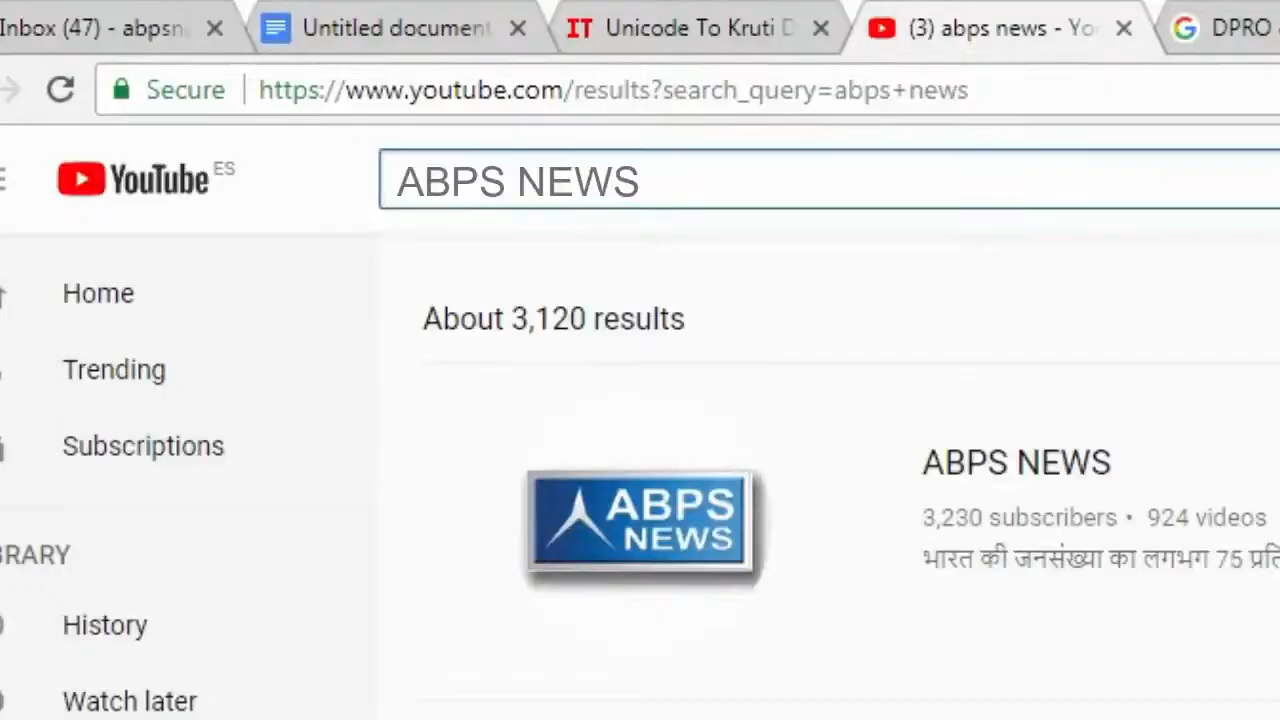 Inbox (47) - abpsn
Untitled document
IT Unicode To Kruti D
(3) abps news - Yo
G DPRO
Secure
https://www.youtube.com/results?search_query=abps+news
YouTube ES
ABPS NEWS
Home
Trending
Subscriptions
BRARY
History
Watch later
About 3,120 results
ABPS
NEWS
ABPS NEWS
3,230 subscribers • 924 videos
भारत की जनसंख्या का लगभग 75 प्रति